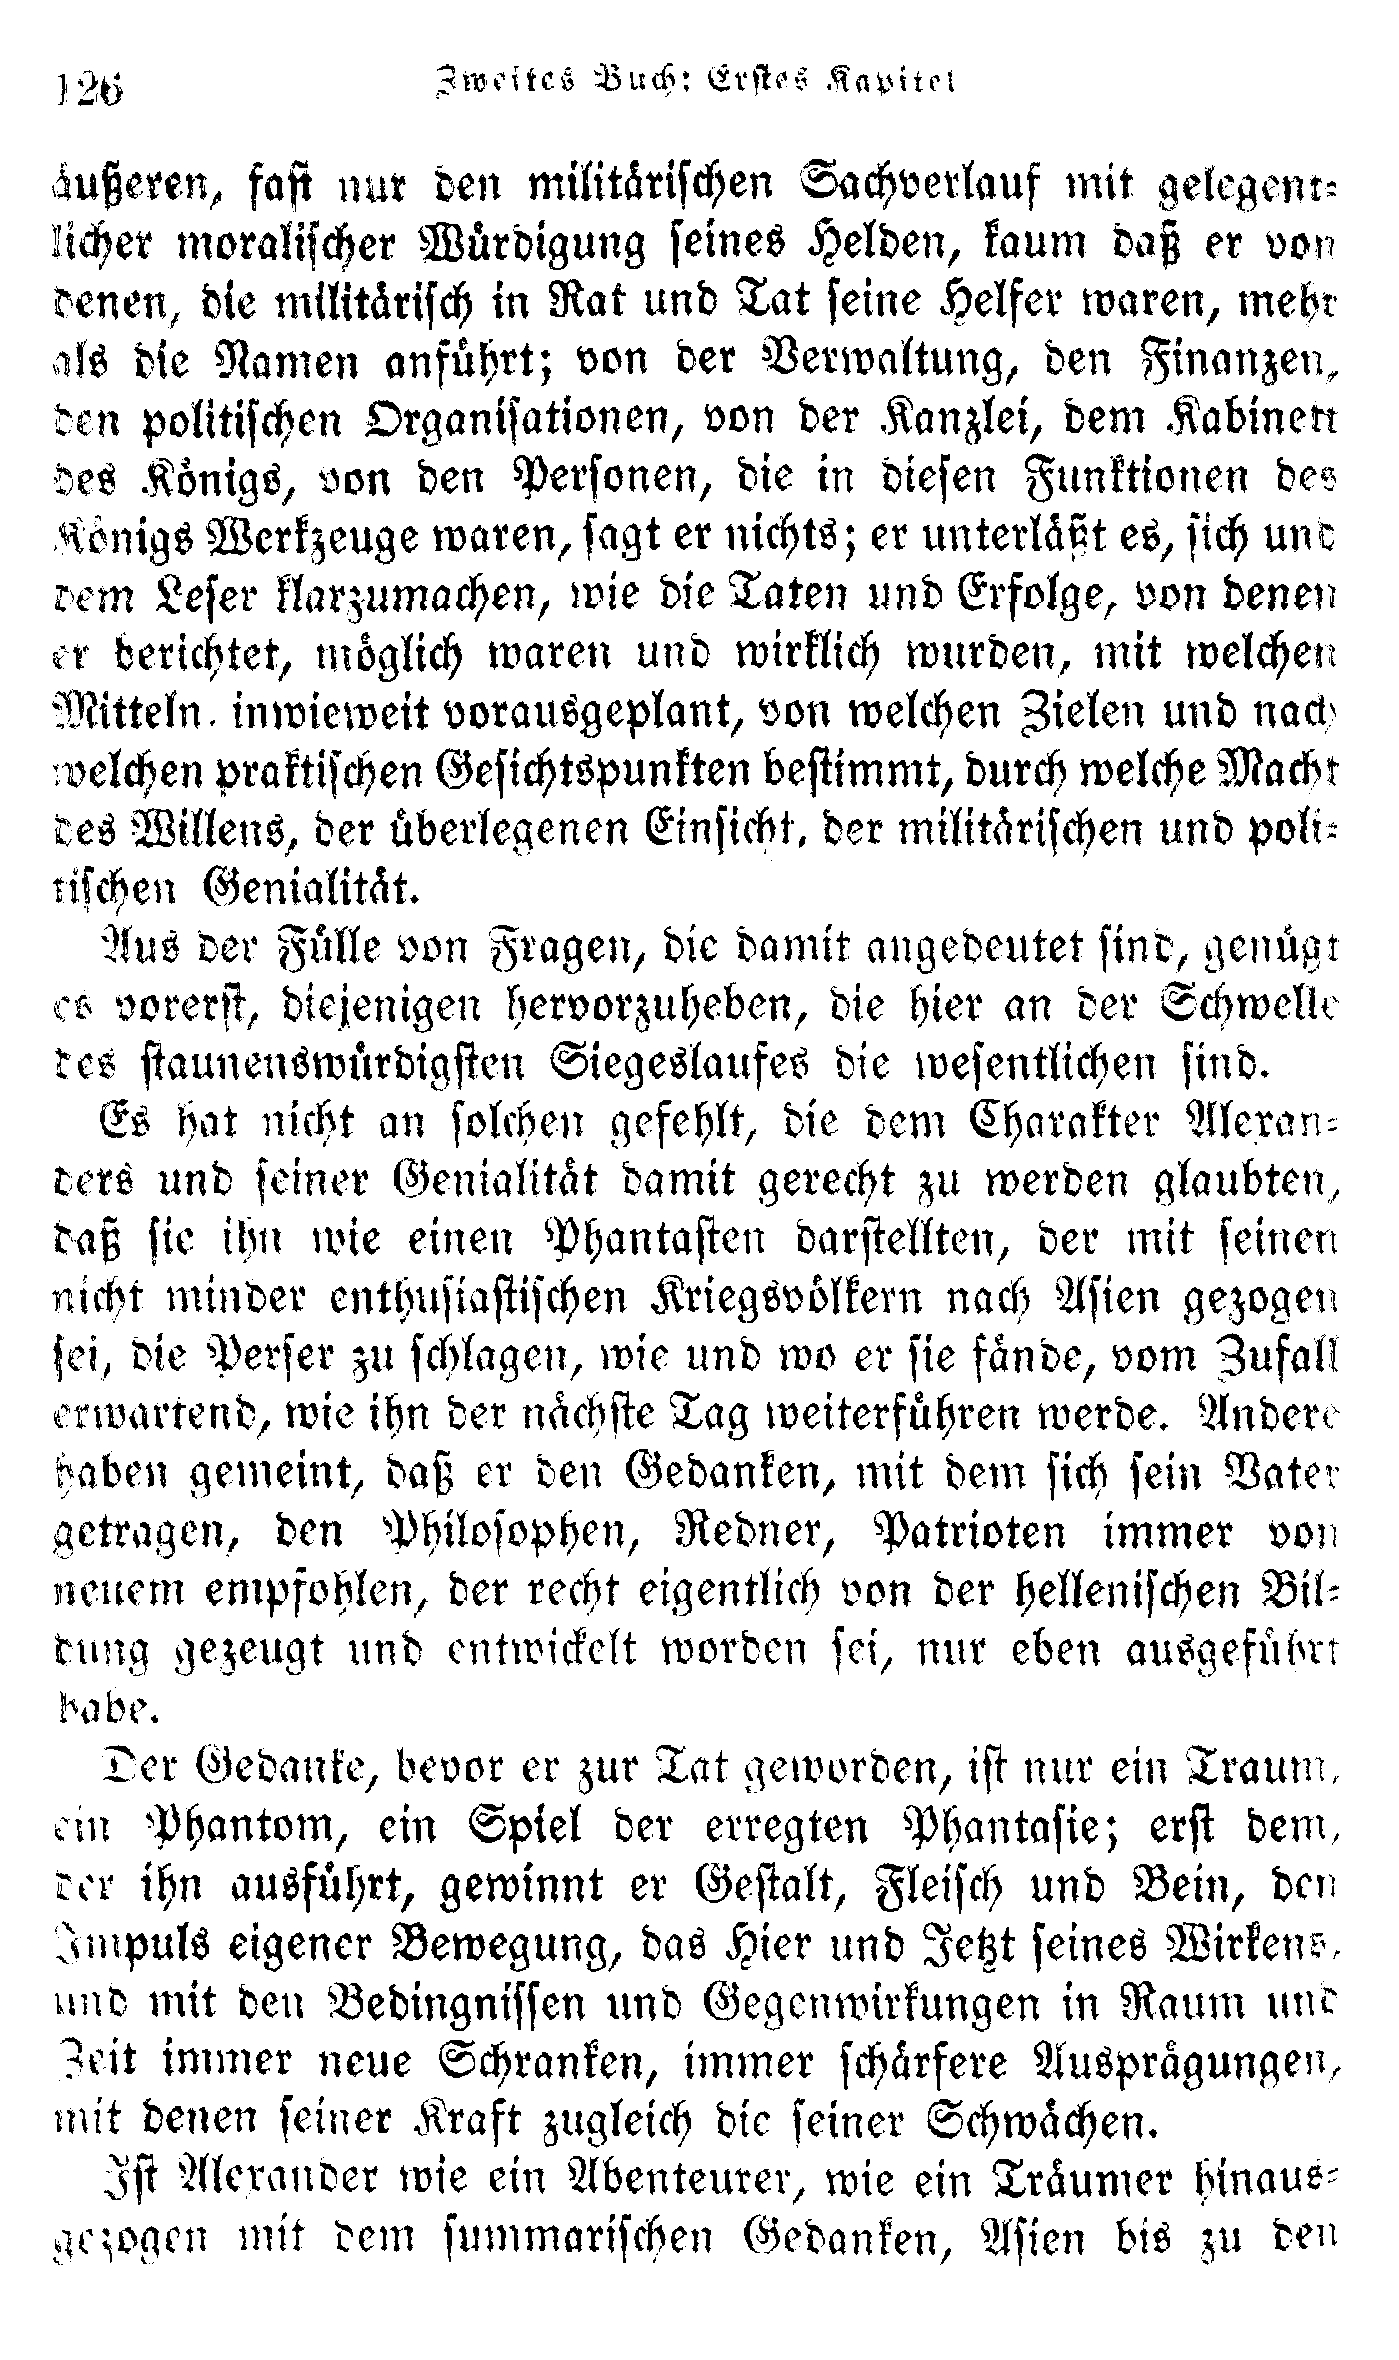 126 Zweites Buch: Erstes Kapitel
äußeren, fast nur den militärischen Sachverlauf mit gelegent-
licher moralischer Würdigung seines Helden, kaum daß er von
denen, die militärisch in Rat und Tat seine Helfer waren, mehr
als die Namen anführt; von der Verwaltung, den Finanzen,
den politischen Organisationen, von der Kanzlei, dem Kabinett
des Königs, von den Personen, die in diesen Funktionen des
Königs Werkzeuge waren, sagt er nichts; er unterläßt es, sich und
dem Leser klarzumachen, wie die Taten und Erfolge, von denen
er berichtet, möglich waren und wirklich wurden, mit welchen
Mitteln, inwieweit vorausgeplant, von welchen Zielen und nach
welchen praktischen Gesichtspunkten bestimmt, durch welche Macht
des Willens, der überlegenen Einsicht, der militärischen und poli-
tischen Genialität.
Aus der Fülle von Fragen, die damit angedeutet sind, genügt
es vorerst, diejenigen hervorzuheben, die hier an der Schwelle
des staunenswürdigsten Siegeslaufes die wesentlichen sind.
Es hat nicht an solchen gefehlt, die dem Charakter Alexan-
ders und seiner Genialität damit gerecht zu werden glaubten,
daß sie ihn wie einen Phantasten darstellten, der mit seinen
nicht minder enthusiastischen Kriegsvölkern nach Asien gezogen
sei, die Perser zu schlagen, wie und wo er sie fände, vom Zufall
erwartend, wie ihn der nächste Tag weiterführen werde. Andere
haben gemeint, daß er den Gedanken, mit dem sich sein Vater
getragen, den Philosophen, Redner, Patrioten immer von
neuem empfohlen, der recht eigentlich von der hellenischen Bil-
dung gezeugt und entwickelt worden sei, nur eben ausgeführt
habe.
Der Gedanke, bevor er zur Tat geworden, ist nur ein Traum,
ein Phantom, ein Spiel der erregten Phantasie; erst dem,
der ihn ausführt, gewinnt er Gestalt, Fleisch und Bein, den
Impuls eigener Bewegung, das Hier und Jetzt seines Wirkens,
und mit den Bedingnissen und Gegenwirkungen in Raum und
Zeit immer neue Schranken, immer schärfere Ausprägungen,
mit denen seiner Kraft zugleich die seiner Schwächen.
Ist Alexander wie ein Abenteurer, wie ein Träumer hinaus-
gezogen mit dem summarischen Gedanken, Asien bis zu den